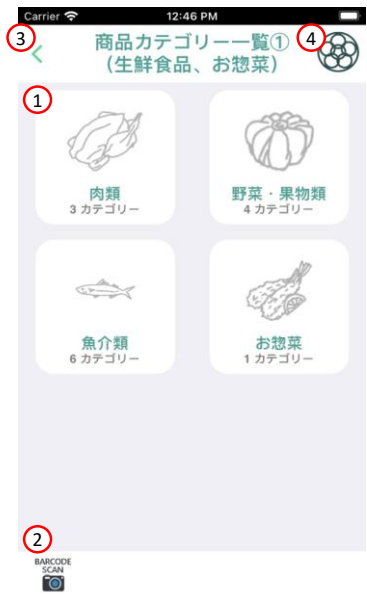 Carrier 12:46 PM
③ 商品カテゴリー一覧① ④
（生鮮食品、お惣菜）
①
肉類
3 カテゴリー
野菜・果物類
4 カテゴリー
魚介類
6 カテゴリー
お惣菜
1 カテゴリー
②
BARCODE
SCAN